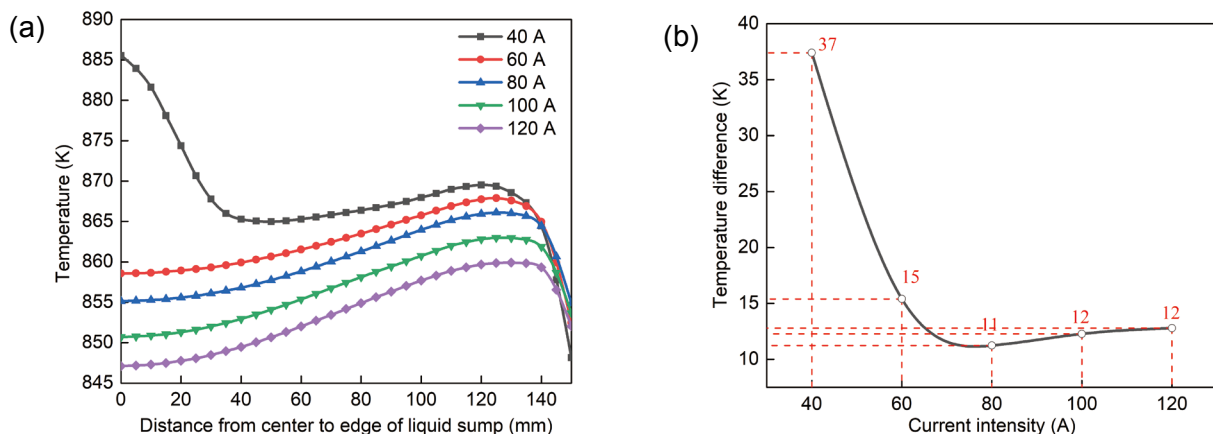 (a)
890
885
880
875
870
865
860
855
850
845
Temperature (K)
40 A
60 A
80 A
100 A
120 A
0 20 40 60 80 100 120 140
Distance from center to edge of liquid sump (mm)
(b)
40
35
30
25
20
15
10
Temperature difference (K)
37
15
11
12
12
40 60 80 100 120
Current intensity (A)